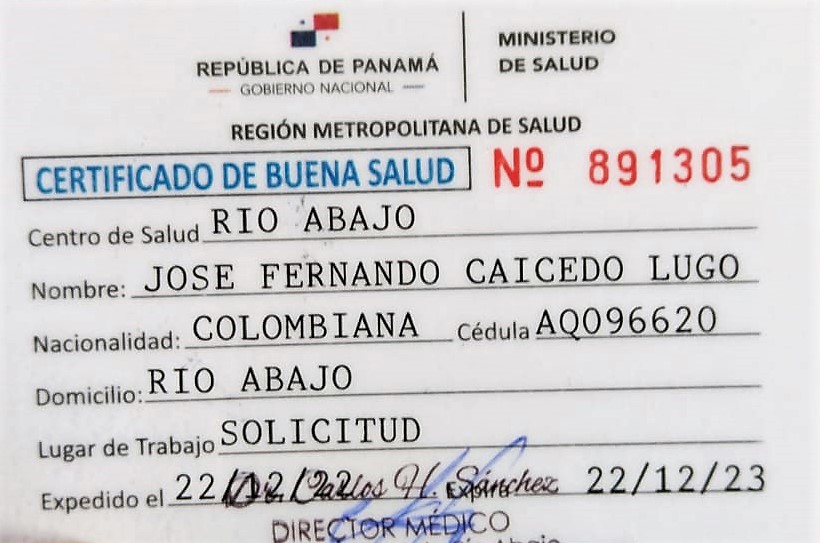 REPÚBLICA DE PANAMÁ
— GOBIERNO NACIONAL —
MINISTERIO
DE SALUD
REGIÓN METROPOLITANA DE SALUD
CERTIFICADO DE BUENA SALUD Nº 891305
Centro de Salud RIO ABAJO
Nombre: JOSE FERNANDO CAICEDO LUGO
Nacionalidad: COLOMBIANA Cédula AQ096620
Domicilio: RIO ABAJO
Lugar de Trabajo SOLICITUD
Expedido el 22/12/22 Expira 22/12/23
Dr. Carlos H. Sánchez
DIRECTOR MÉDICO